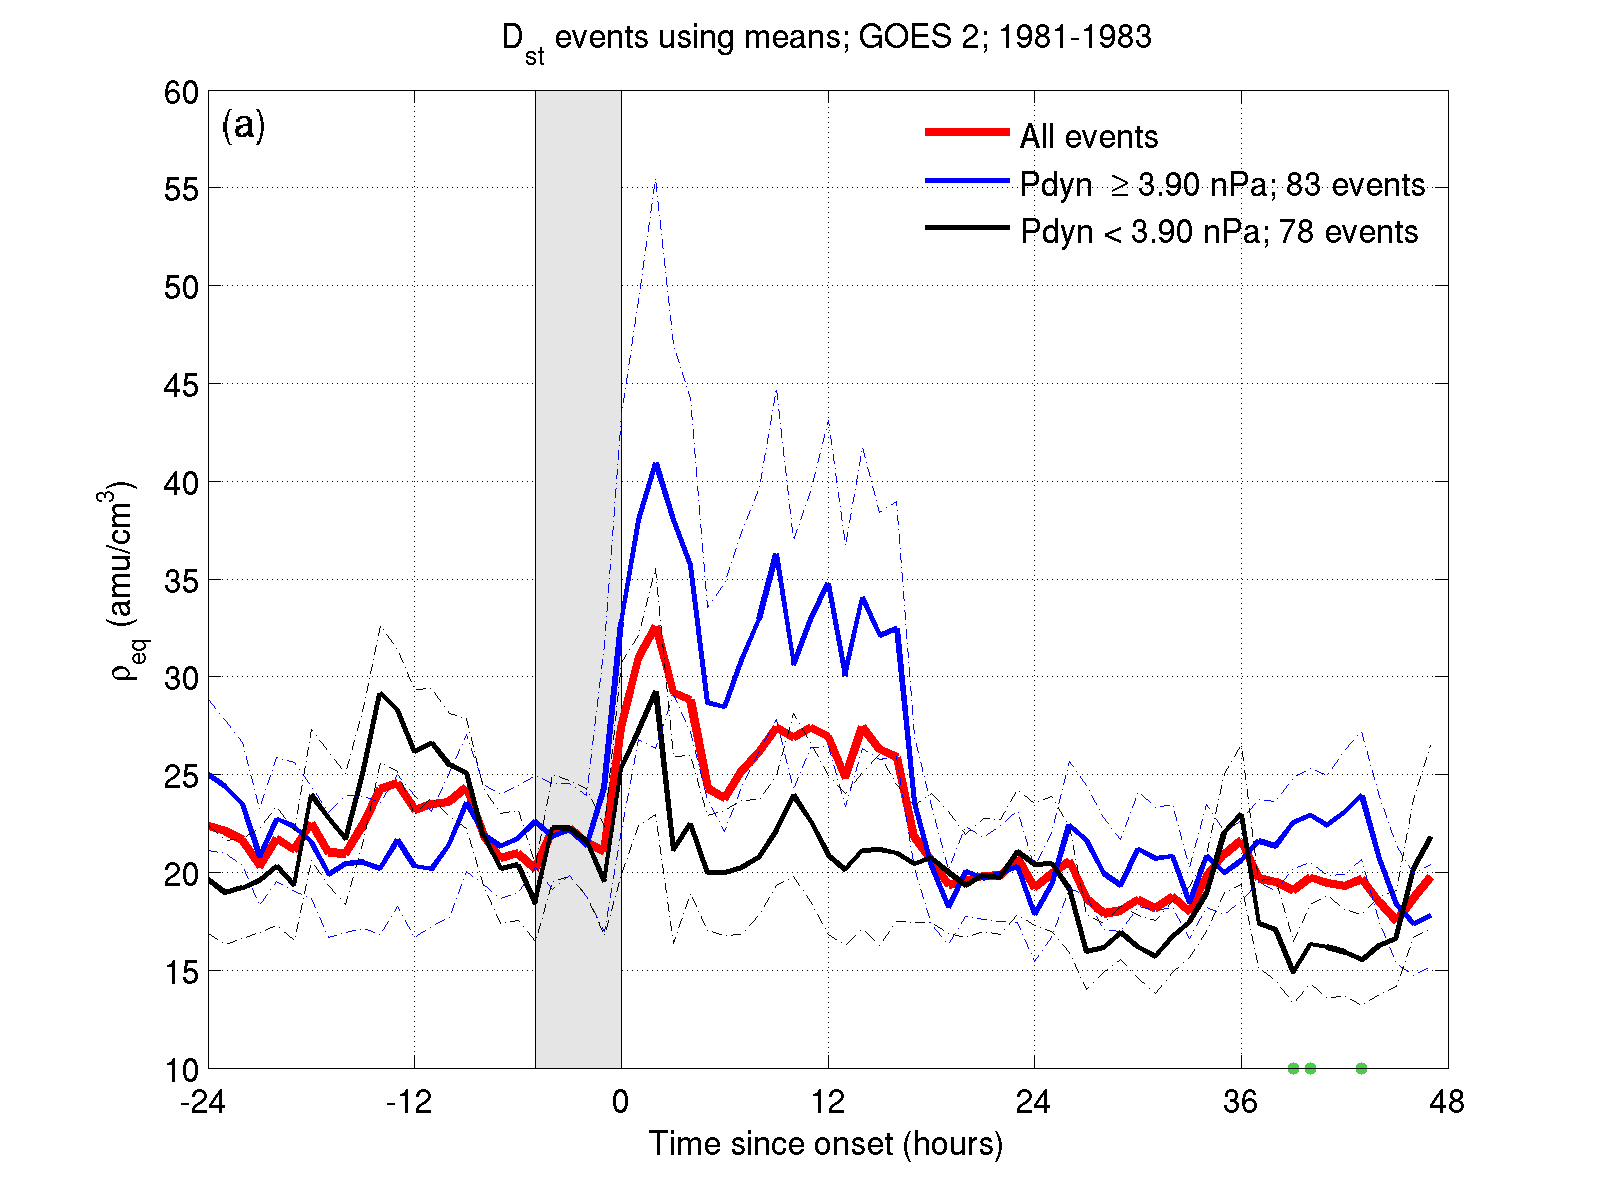 Dst events using means; GOES 2; 1981-1983
(a)
All events
Pdyn ≥ 3.90 nPa; 83 events
Pdyn < 3.90 nPa; 78 events
60
55
50
45
40
35
30
25
20
15
10
ρeq (amu/cm³)
-24 -12 0 12 24 36 48
Time since onset (hours)